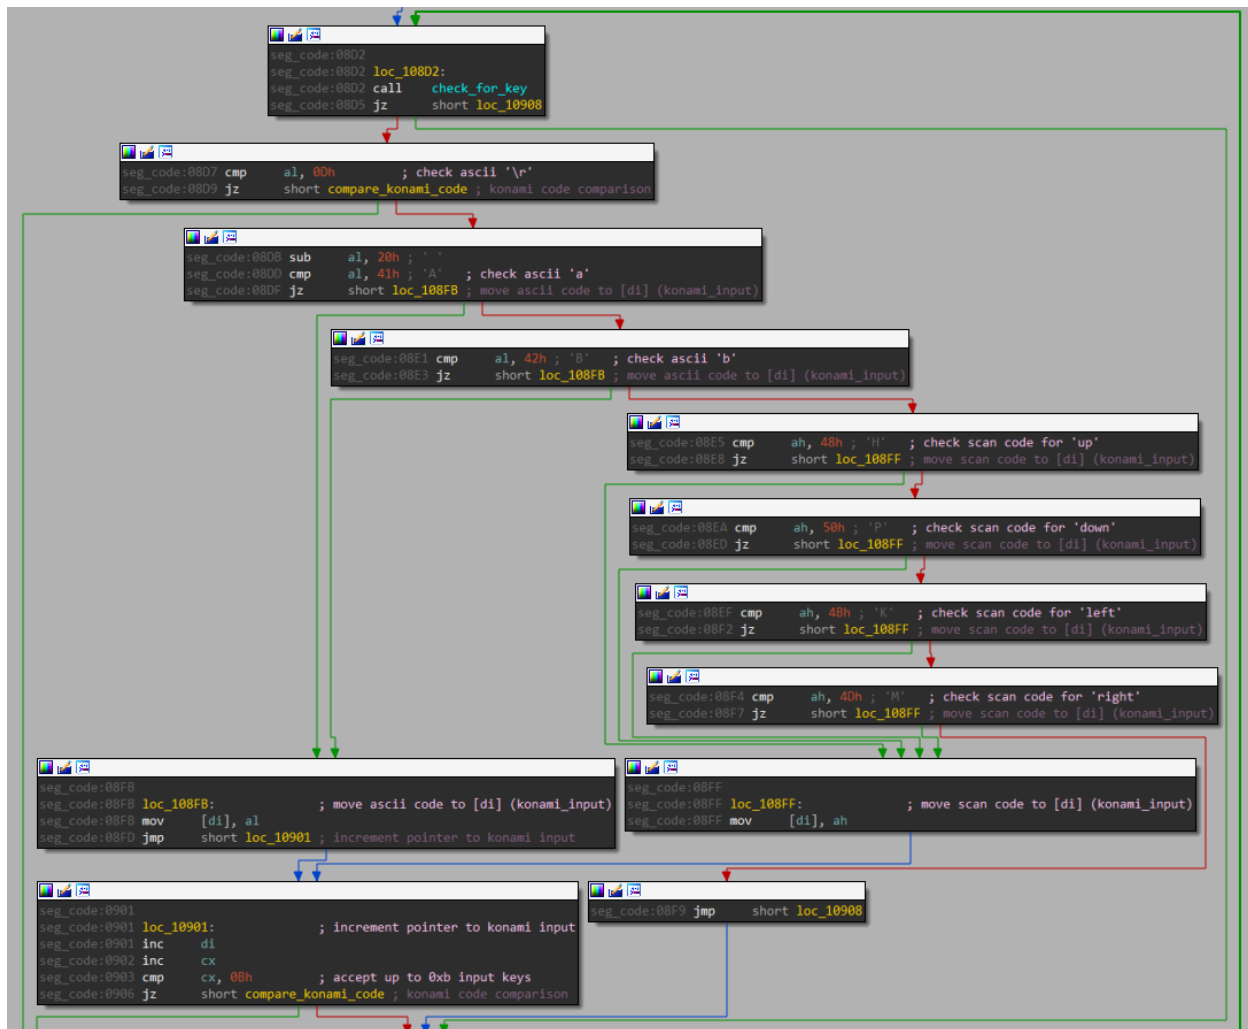 seg_code:08D2
seg_code:08D2 loc_108D2:
seg_code:08D2 call check_for_key
seg_code:08D5 jz short loc_10908
seg_code:08D7 cmp al, 0Dh ; check ascii '\r'
seg_code:08D9 jz short compare_konami_code ; konami code comparison
seg_code:08DB sub al, 20h ; ' '
seg_code:08DD cmp al, 41h ; 'A' ; check ascii 'a'
seg_code:08DF jz short loc_108FB ; move ascii code to [di] (konami_input)
seg_code:08E1 cmp al, 42h ; 'B' ; check ascii 'b'
seg_code:08E3 jz short loc_108FB ; move ascii code to [di] (konami_input)
seg_code:08E5 cmp ah, 48h ; 'H' ; check scan code for 'up'
seg_code:08E8 jz short loc_108FF ; move scan code to [di] (konami_input)
seg_code:08EA cmp ah, 50h ; 'P' ; check scan code for 'down'
seg_code:08ED jz short loc_108FF ; move scan code to [di] (konami_input)
seg_code:08EF cmp ah, 4Bh ; 'K' ; check scan code for 'left'
seg_code:08F2 jz short loc_108FF ; move scan code to [di] (konami_input)
seg_code:08F4 cmp ah, 4Dh ; 'M' ; check scan code for 'right'
seg_code:08F7 jz short loc_108FF ; move scan code to [di] (konami_input)
seg_code:08FB
seg_code:08FB loc_108FB: ; move ascii code to [di] (konami_input)
seg_code:08FB mov [di], al
seg_code:08FD jmp short loc_10901 ; increment pointer to konami input
seg_code:08FF
seg_code:08FF loc_108FF: ; move scan code to [di] (konami_input)
seg_code:08FF mov [di], ah
seg_code:0901
seg_code:0901 loc_10901: ; increment pointer to konami input
seg_code:0901 inc di
seg_code:0902 inc cx
seg_code:0903 cmp cx, 0Bh ; accept up to 0xb input keys
seg_code:0906 jz short compare_konami_code ; konami code comparison
seg_code:08F9 jmp short loc_10908